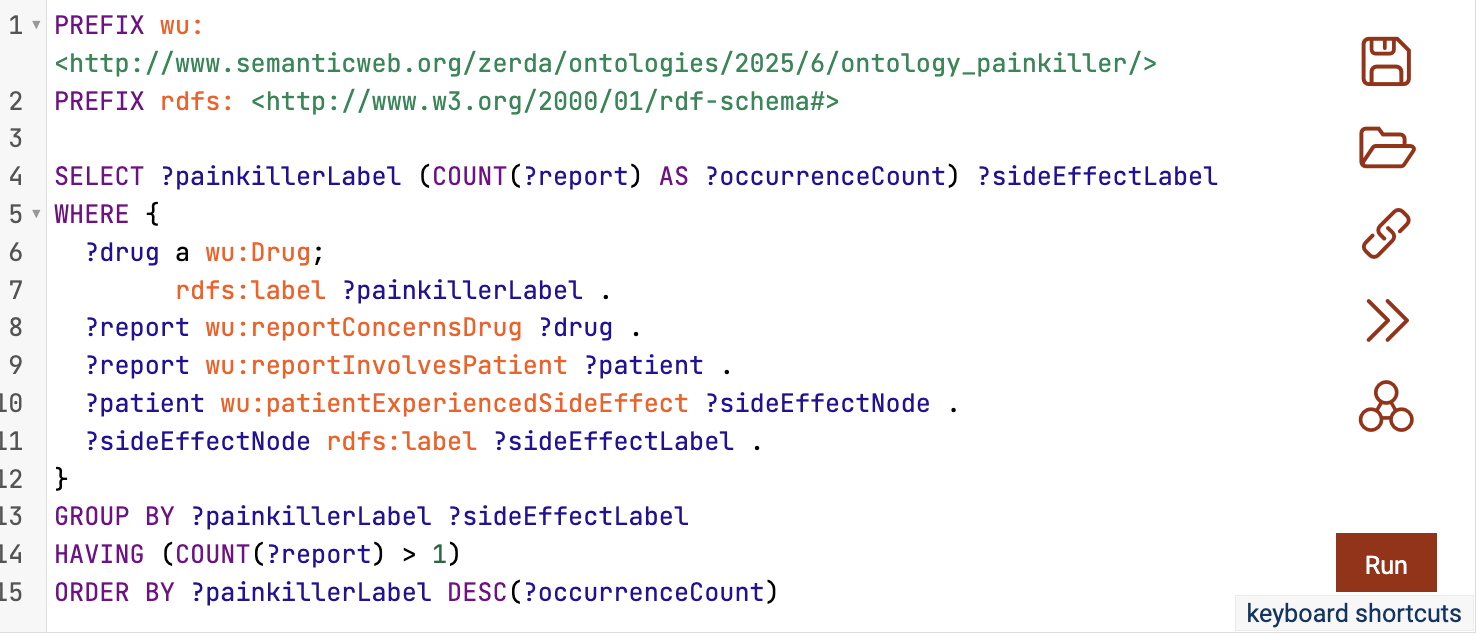 1 PREFIX wu:
<http://www.semanticweb.org/zerda/ontologies/2025/6/ontology_painkiller/>
2 PREFIX rdfs: <http://www.w3.org/2000/01/rdf-schema#>
3
4 SELECT ?painkillerLabel (COUNT(?report) AS ?occurrenceCount) ?sideEffectLabel
5 WHERE {
6   ?drug a wu:Drug;
7         rdfs:label ?painkillerLabel .
8   ?report wu:reportConcernsDrug ?drug .
9   ?report wu:reportInvolvesPatient ?patient .
10   ?patient wu:patientExperiencedSideEffect ?sideEffectNode .
11   ?sideEffectNode rdfs:label ?sideEffectLabel .
12 }
13 GROUP BY ?painkillerLabel ?sideEffectLabel
14 HAVING (COUNT(?report) > 1)
15 ORDER BY ?painkillerLabel DESC(?occurrenceCount)
Run
keyboard shortcuts